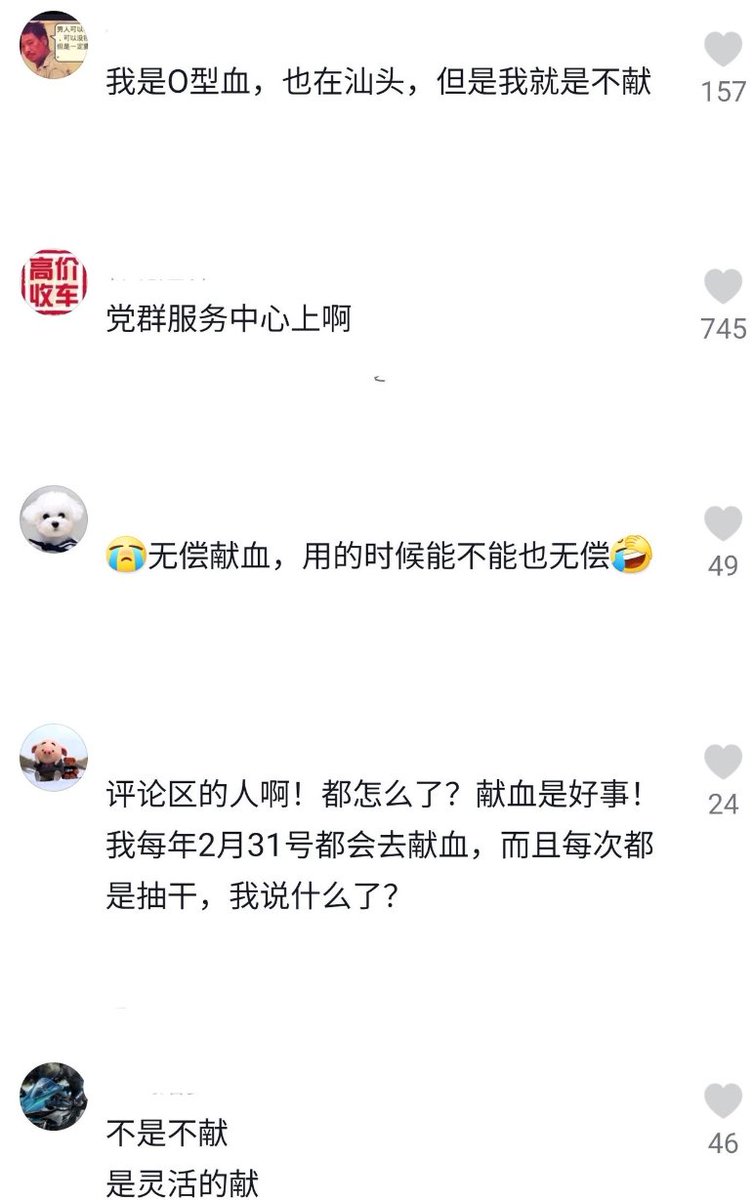 我是O型血，也在汕头，但是我就是不献
157
高价
收车
党群服务中心上啊
745
😭无偿献血，用的时候能不能也无偿🤣
49
评论区的人啊！都怎么了？献血是好事！
我每年2月31号都会去献血，而且每次都
是抽干，我说什么了？
24
不是不献
是灵活的献
46